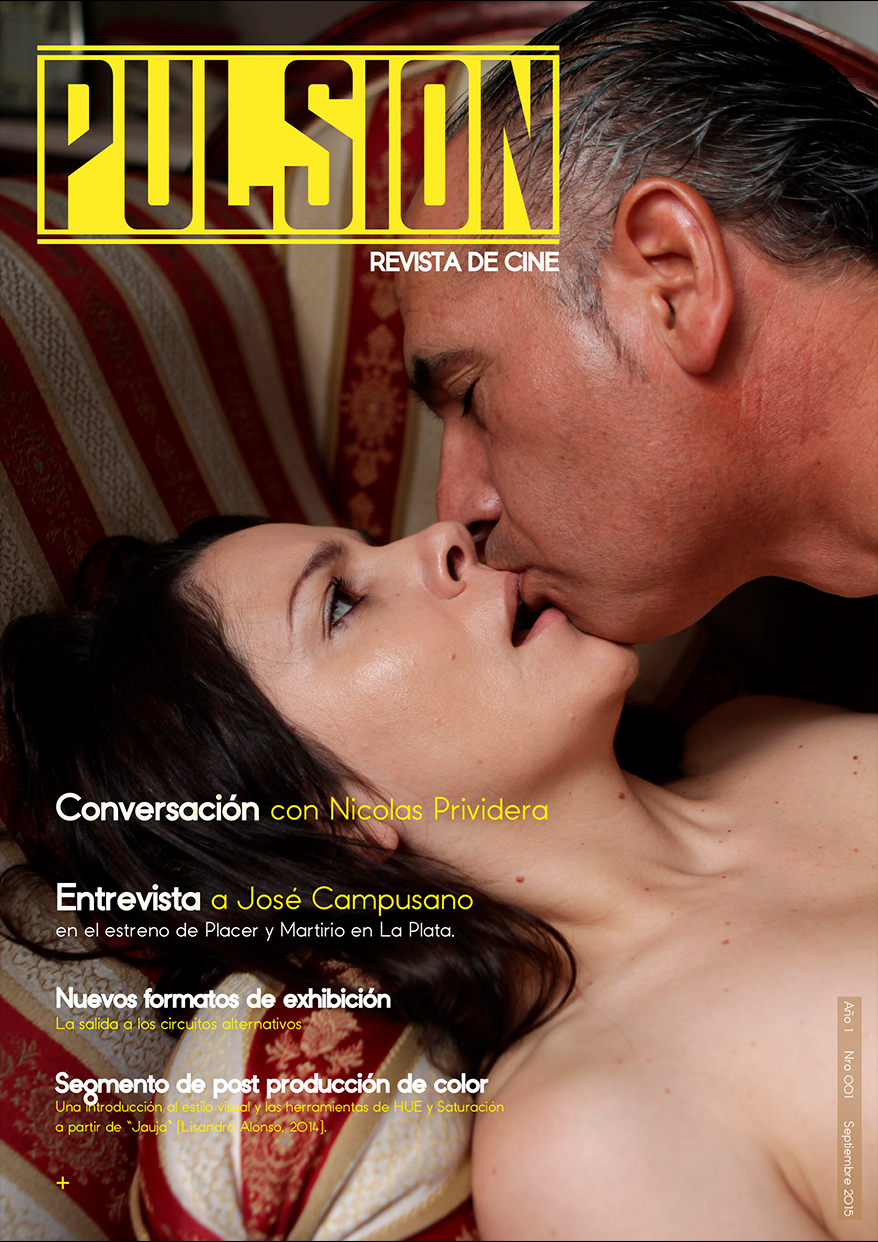 PULSION
REVISTA DE CINE
Conversación con Nicolas Prividera
Entrevista a José Campusano
en el estreno de Placer y Martirio en La Plata.
Nuevos formatos de exhibición
La salida a los circuitos alternativos
Segmento de post producción de color
Una introducción al estilo visual y las herramientas de HUE y Saturación
a partir de "Jauja" [Lisandro Alonso, 2014].
+
Año 1 Nro 001 Septiembre 2015